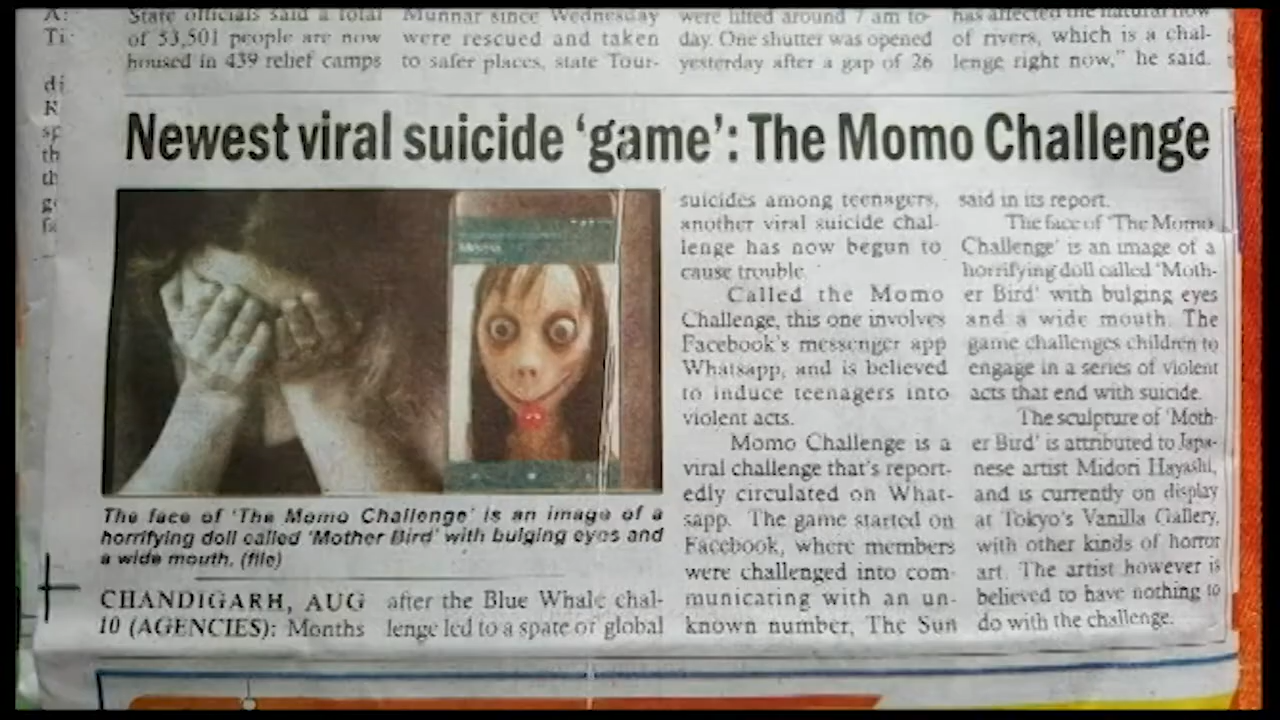 State officials said a total
of 53,501 people are now
housed in 439 relief camps
Munnar since Wednesday
were rescued and taken
to safer places, state Tour-
were lifted around 7 am to-
day. One shutter was opened
yesterday after a gap of 26
has affected the natural flow
of rivers, which is a chal-
lenge right now," he said.
Newest viral suicide 'game': The Momo Challenge
Momo
The face of 'The Momo Challenge' is an image of a
horrifying doll called 'Mother Bird' with bulging eyes and
a wide mouth. (file)
CHANDIGARH, AUG
10 (AGENCIES): Months
after the Blue Whale chal-
lenge led to a spate of global
suicides among teenagers,
another viral suicide chal-
lenge has now begun to
cause trouble.
Called the Momo
Challenge, this one involves
Facebook's messenger app
Whatsapp, and is believed
to induce teenagers into
violent acts.
Momo Challenge is a
viral challenge that's report-
edly circulated on What-
sapp. The game started on
Facebook, where members
were challenged into com-
municating with an un-
known number, The Sun
said in its report.
The face of 'The Momo
Challenge' is an image of a
horrifying doll called 'Moth-
er Bird' with bulging eyes
and a wide mouth. The
game challenges children to
engage in a series of violent
acts that end with suicide.
The sculpture of 'Moth-
er Bird' is attributed to Japa-
nese artist Midori Hayashi,
and is currently on display
at Tokyo's Vanilla Gallery,
with other kinds of horror
art. The artist however is
believed to have nothing to
do with the challenge.